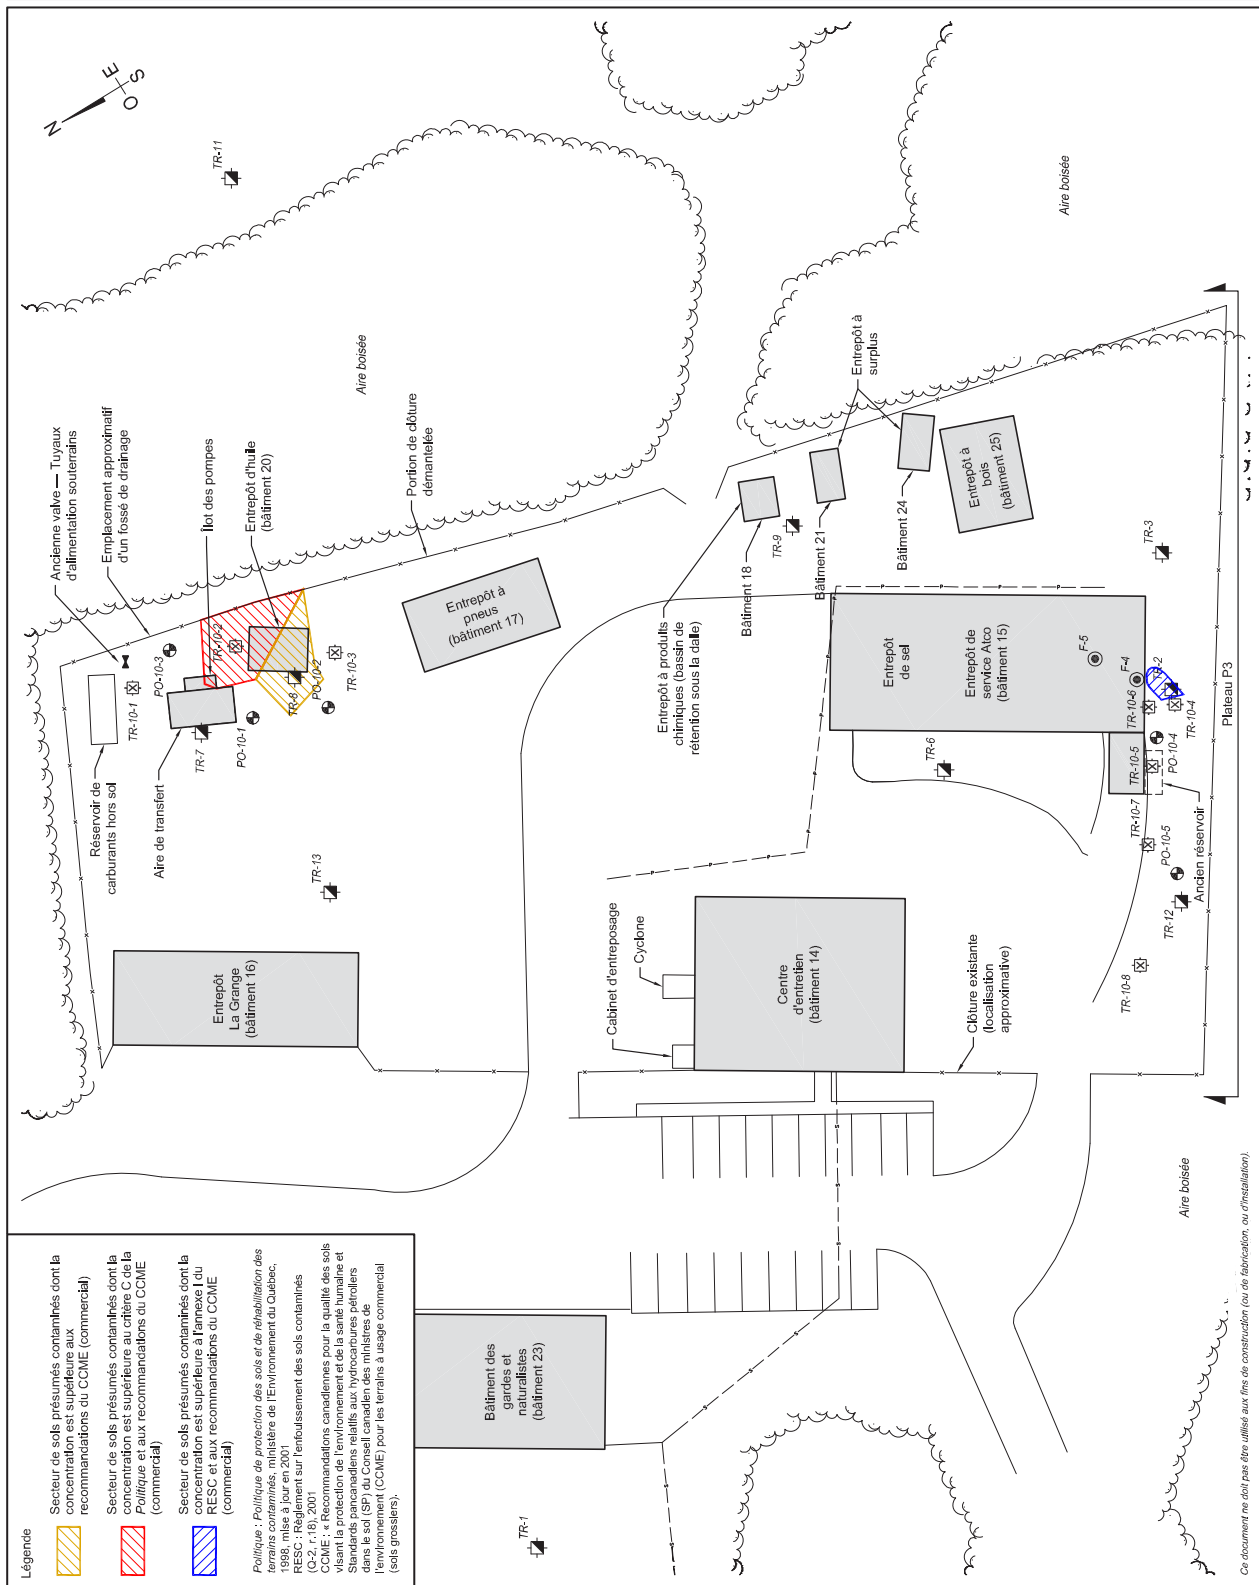 Légende
Secteur de sols présumés contaminés dont la
concentration est supérieure aux
recommandations du CCME (commercial)
Secteur de sols présumés contaminés dont la
concentration est supérieure au critère C de la
Politique et aux recommandations du CCME
(commercial)
Secteur de sols présumés contaminés dont la
concentration est supérieure à l'annexe I du
RESC et aux recommandations du CCME
(commercial)
Politique : Politique de protection des sols et de réhabilitation des
terrains contaminés, ministère de l'Environnement du Québec,
1998, mise à jour en 2001
RESC : Règlement sur l'enfouissement des sols contaminés
(Q-2, r.18), 2001
CCME : « Recommandations canadiennes pour la qualité des sols
visant la protection de l'environnement et de la santé humaine et
Standards pancanadiens relatifs aux hydrocarbures pétroliers
dans le sol (SP) du Conseil canadien des ministres de
l'environnement (CCME) pour les terrains à usage commercial
(sols grossiers).
N
E
S
O
TR-11
Aire boisée
Ancienne valve — Tuyaux
d'alimentation souterrains
Emplacement approximatif
d'un fossé de drainage
Îlot des pompes
Entrepôt d'huile
(bâtiment 20)
Portion de clôture
démantelée
Réservoir de
carburants hors sol
Aire de transfert
TR-10-1
PO-10-3
TR-10-2
TR-7
PO-10-1
TR-8
PO-10-2
TR-10-3
Entrepôt à
pneus
(bâtiment 17)
TR-13
Entrepôt
La Grange
(bâtiment 16)
Aire boisée
Entrepôt à
surplus
Bâtiment 18
TR-9
Bâtiment 21
Bâtiment 24
Entrepôt à
bois
(bâtiment 25)
TR-3
Entrepôt à produits
chimiques (bassin de
rétention sous la dalle)
Entrepôt
de sel
Entrepôt de
service Atco
(bâtiment 15)
F-5
F-4
TR-2
TR-10-6
TR-10-4
TR-10-5
PO-10-4
TR-10-7
PO-10-5
Ancien réservoir
TR-12
TR-10-8
TR-6
Plateau P3
Cabinet d'entreposage
Cyclone
Centre
d'entretien
(bâtiment 14)
Clôture existante
(localisation
approximative)
Bâtiment des
gardes et
naturalistes
(bâtiment 23)
TR-1
Aire boisée
Ce document ne doit pas être utilisé aux fins de construction (ou de fabrication, ou d'installation).